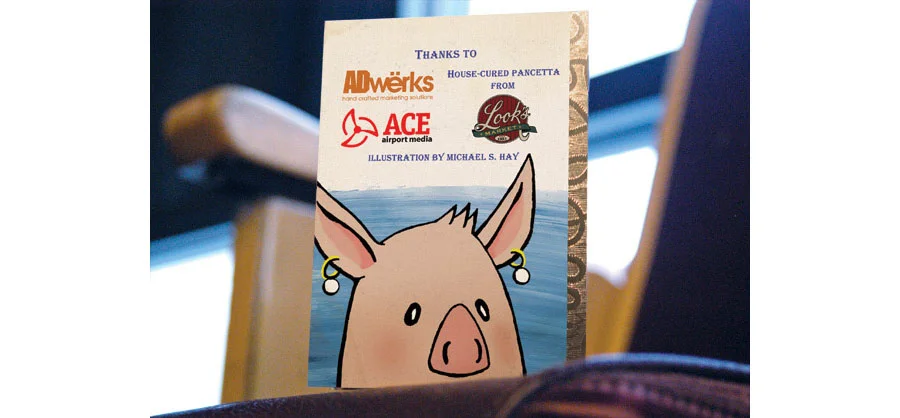 THANKS TO
ADwërks
hand crafted marketing solutions
HOUSE-CURED PANCETTA
FROM
ACE
airport media
Look's
MARKET
ILLUSTRATION BY MICHAEL S. HAY